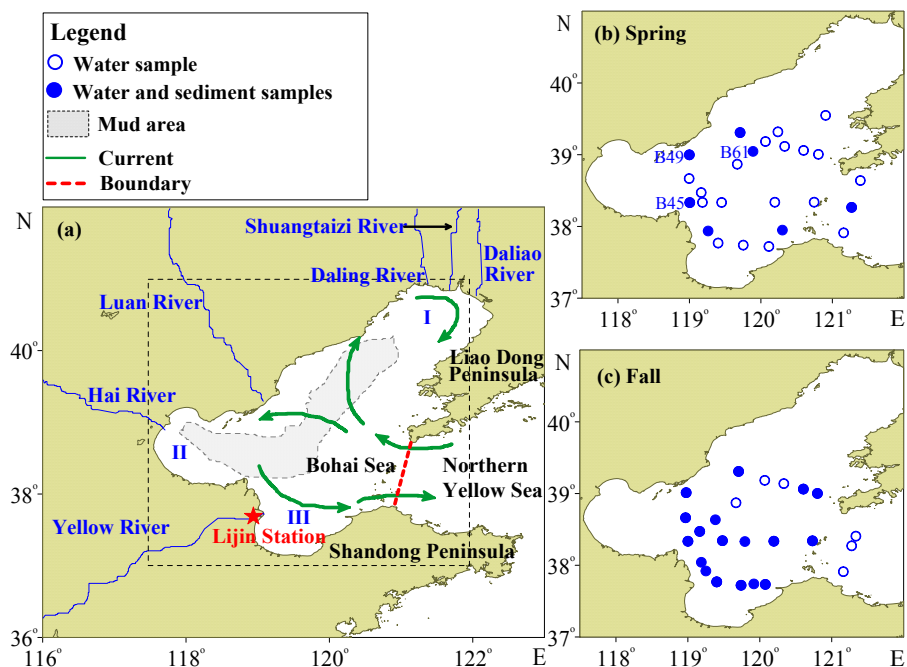 Legend
Water sample
Water and sediment samples
Mud area
Current
Boundary
N
(a)
Shuangtaizi River
Daliao
River
Daling River
Luan River
I
Liao Dong
Peninsula
Hai River
II
Bohai Sea
Northern
Yellow Sea
III
Yellow River
Lijin Station
Shandong Peninsula
40°
38°
36°
116
118
120
122
E
N
(b) Spring
40°
39°
38°
37°
B49
B61
B45
118°
119°
120°
121°
E
N
(c) Fall
40°
39°
38°
37°
118°
119°
120°
121°
E